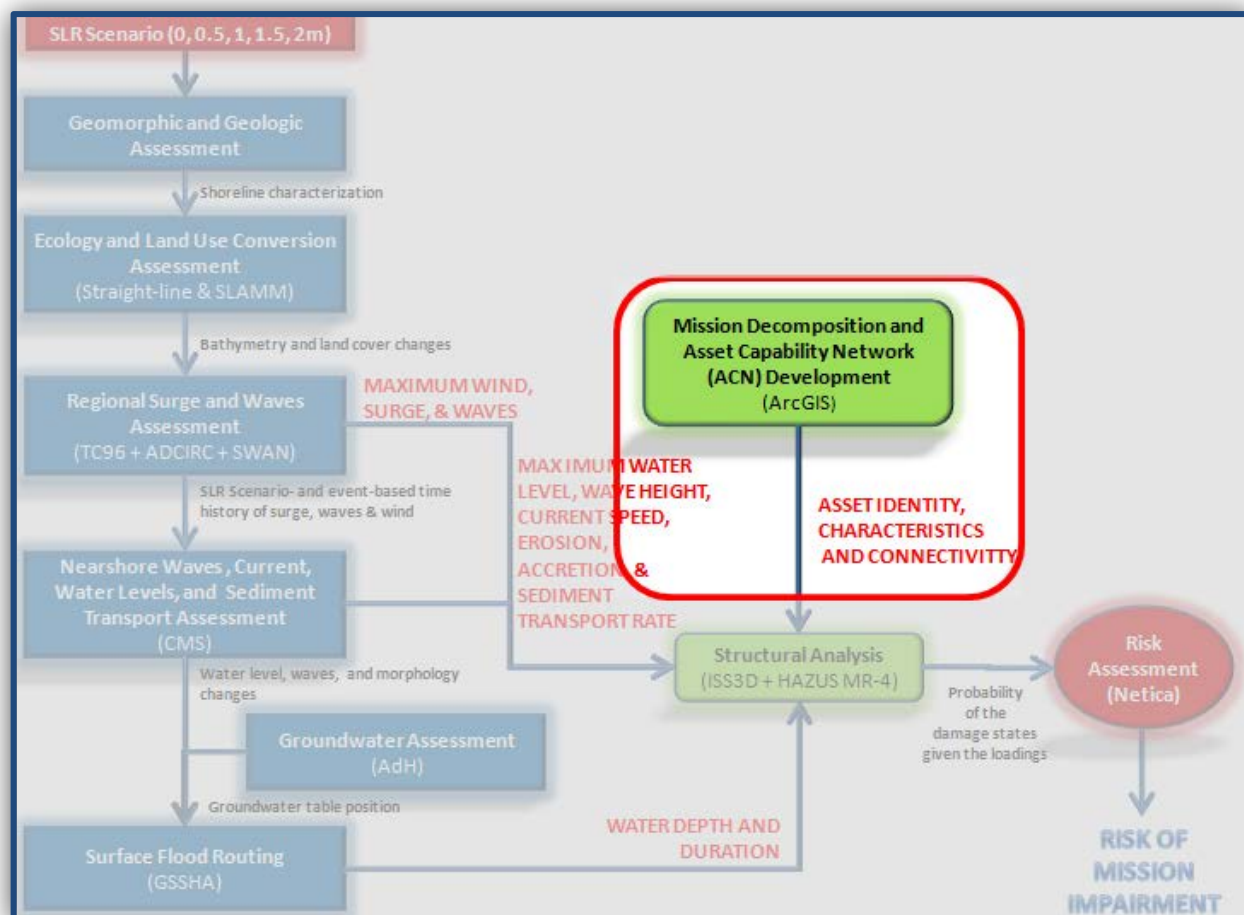 SLR Scenario (0, 0.5, 1, 1.5, 2m)
Geomorphic and Geologic
Assessment
Shoreline characterization
Ecology and Land Use Conversion
Assessment
(Straight-line & SLAMM)
Bathymetry and land cover changes
Regional Surge and Waves
Assessment
(TC96 + ADCIRC + SWAN)
MAXIMUM WIND,
SURGE, & WAVES
SLR Scenario- and event-based time
history of surge, waves & wind
Nearshore Waves, Current,
Water Levels, and Sediment
Transport Assessment
(CMS)
MAXIMUM WATER
LEVEL, WAVE HEIGHT,
CURRENT SPEED,
EROSION,
ACCRETION, &
SEDIMENT
TRANSPORT RATE
Mission Decomposition and
Asset Capability Network
(ACN) Development
(ArcGIS)
ASSET IDENTITY,
CHARACTERISTICS
AND CONNECTIVITTY
Water level, waves, and morphology
changes
Groundwater Assessment
(AdH)
Groundwater table position
Surface Flood Routing
(GSSHA)
WATER DEPTH AND
DURATION
Structural Analysis
(ISS3D + HAZUS MR-4)
Probability
of the
damage states
given the loadings
Risk
Assessment
(Netica)
RISK OF
MISSION
IMPAIRMENT